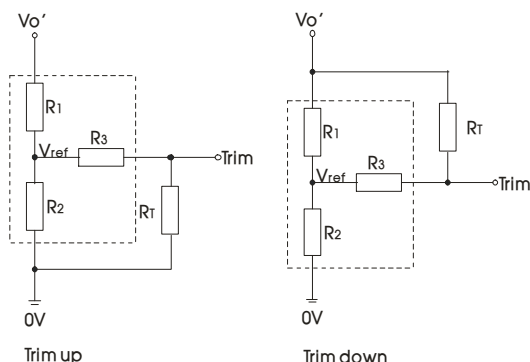 Vo'
R1
R3
Vref
Trim
R2
RT
0V
Trim up
Vo'
R1
RT
R3
Vref
Trim
R2
0V
Trim down